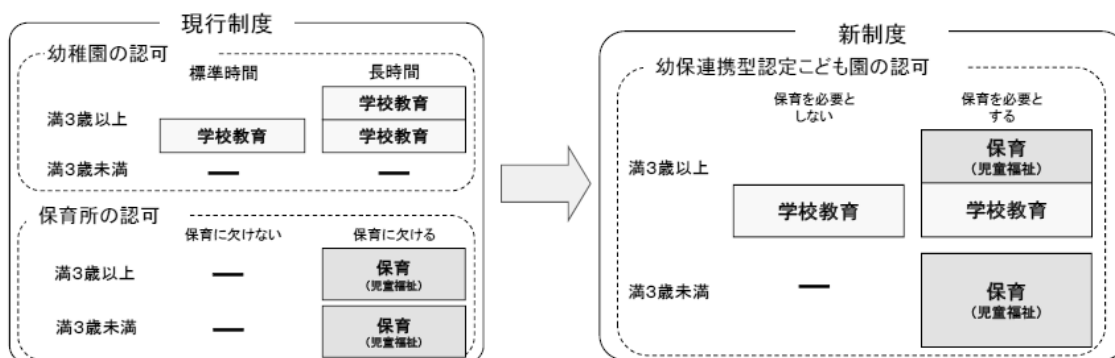 現行制度
幼稚園の認可
標準時間
長時間
満3歳以上
学校教育
学校教育
学校教育
満3歳未満
―
―
保育所の認可
保育に欠けない
保育に欠ける
満3歳以上
―
保育
(児童福祉)
満3歳未満
―
保育
(児童福祉)
新制度
幼保連携型認定こども園の認可
保育を必要と
しない
保育を必要と
する
満3歳以上
学校教育
保育
(児童福祉)
学校教育
満3歳未満
―
保育
(児童福祉)